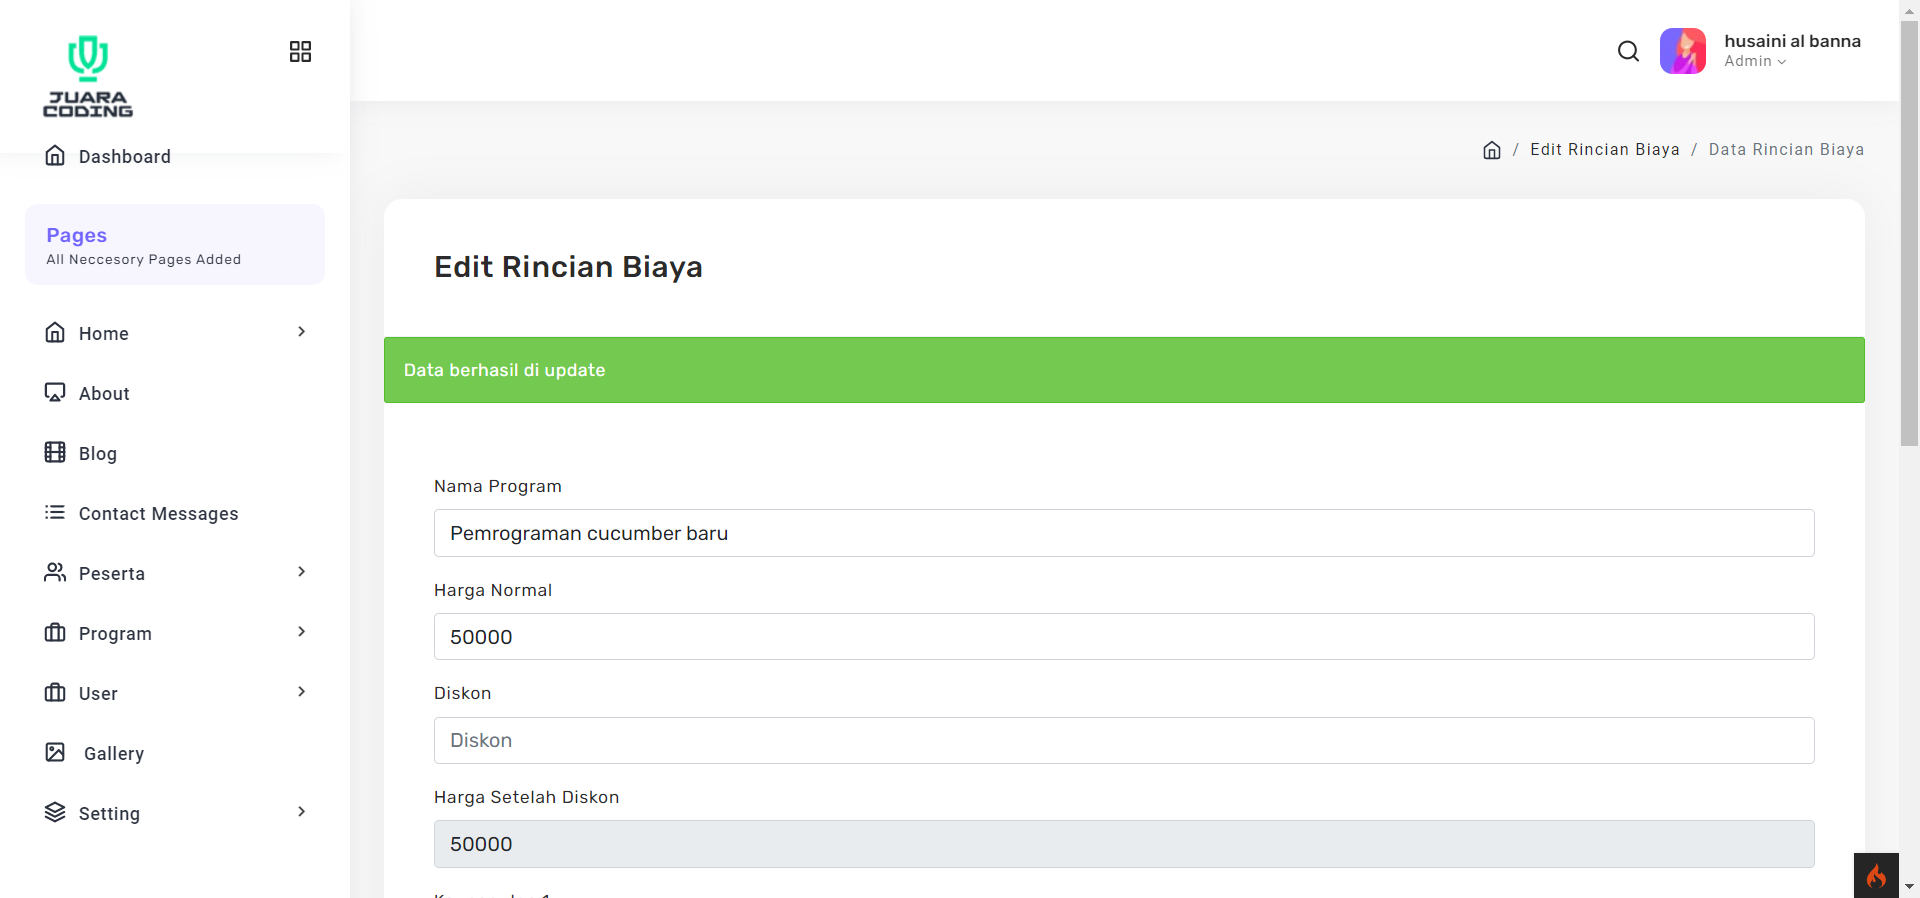 JUARA
CODING
husaini al banna
Admin
Dashboard
/ Edit Rincian Biaya / Data Rincian Biaya
Pages
All Neccesory Pages Added
Home
About
Blog
Contact Messages
Peserta
Program
User
Gallery
Setting
Edit Rincian Biaya
Data berhasil di update
Nama Program
Pemrograman cucumber baru
Harga Normal
50000
Diskon
Diskon
Harga Setelah Diskon
50000